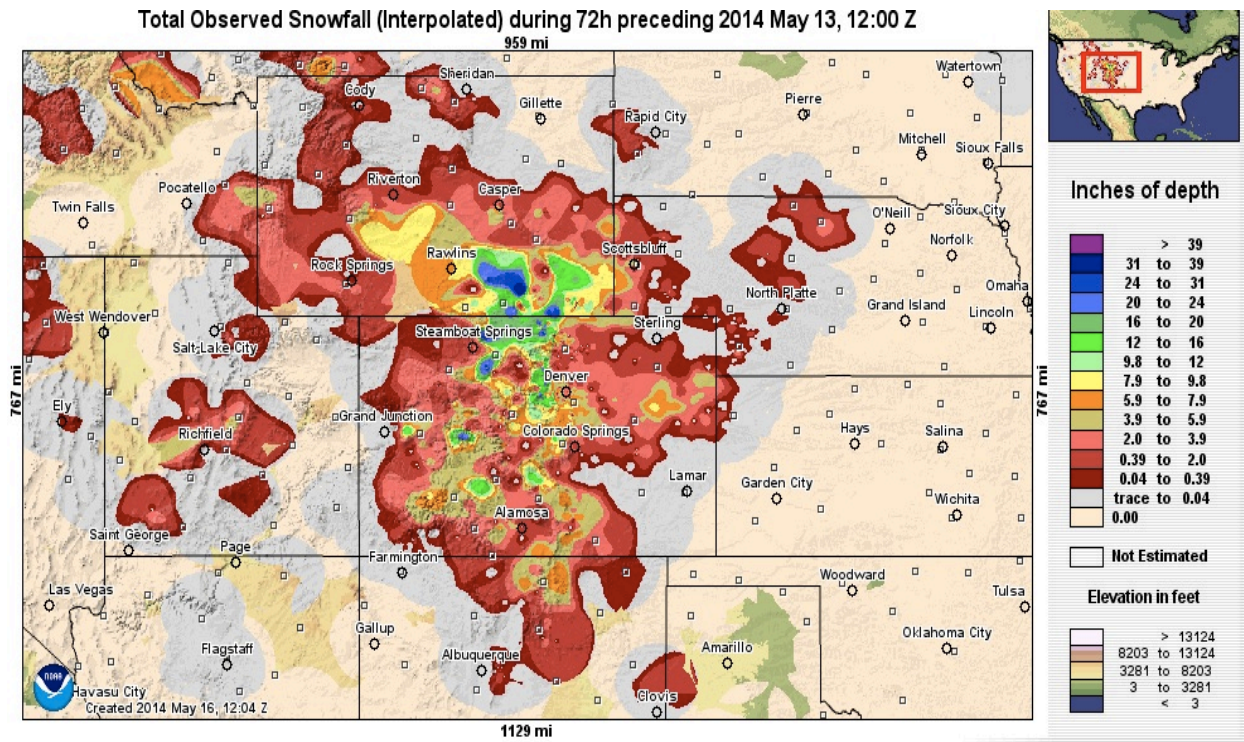 Total Observed Snowfall (Interpolated) during 72h preceding 2014 May 13, 12:00 Z
959 mi
Sheridan
Watertown
Cody
Gillette
Pierre
Rapid City
Mitchell
Sioux Falls
Riverton
Pocatello
Casper
Twin Falls
O'Neill
Sioux City
Norfolk
Rawlins
Scottsbluff
Rock Springs
North Platte
Omaha
Grand Island
Lincoln
West Wendover
Sterling
Steamboat Springs
Salt Lake City
Denver
767 mi
767 mi
Ely
Grand Junction
Richfield
Colorado Springs
Hays
Salina
Lamar
Garden City
Wichita
Alamosa
Saint George
Page
Farmington
Woodward
Las Vegas
Tulsa
Gallup
Oklahoma City
Flagstaff
Albuquerque
Amarillo
NOAA
Havasu City
Clovis
Created 2014 May 16, 12:04 Z
1129 mi
Inches of depth
> 39
31 to 39
24 to 31
20 to 24
16 to 20
12 to 16
9.8 to 12
7.9 to 9.8
5.9 to 7.9
3.9 to 5.9
2.0 to 3.9
0.39 to 2.0
0.04 to 0.39
trace to 0.04
0.00
Not Estimated
Elevation in feet
> 13124
8203 to 13124
3281 to 8203
3 to 3281
< 3